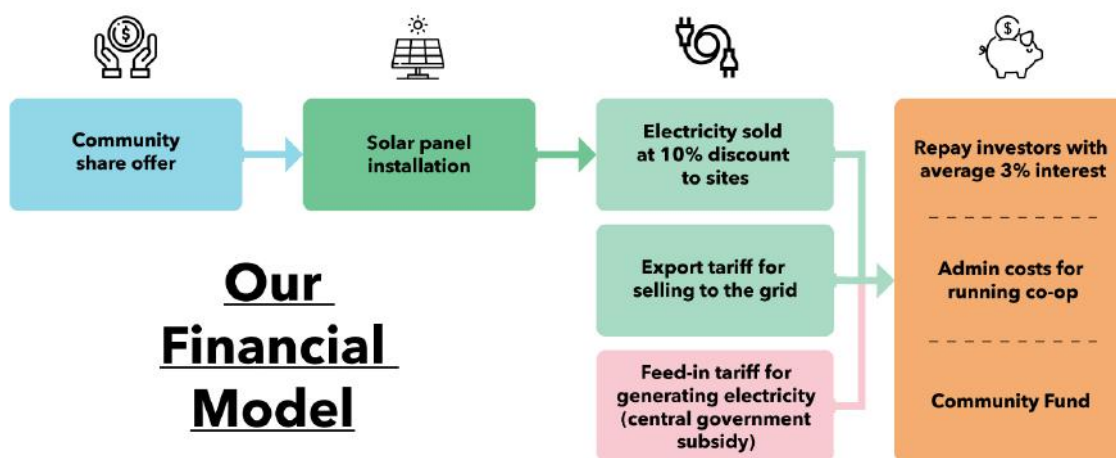 Community
share offer
Solar panel
installation
Electricity sold
at 10% discount
to sites
Export tariff for
selling to the grid
Feed-in tariff for
generating electricity
(central government
subsidy)
Repay investors with
average 3% interest
Admin costs for
running co-op
Community Fund
Our
Financial
Model
$
$